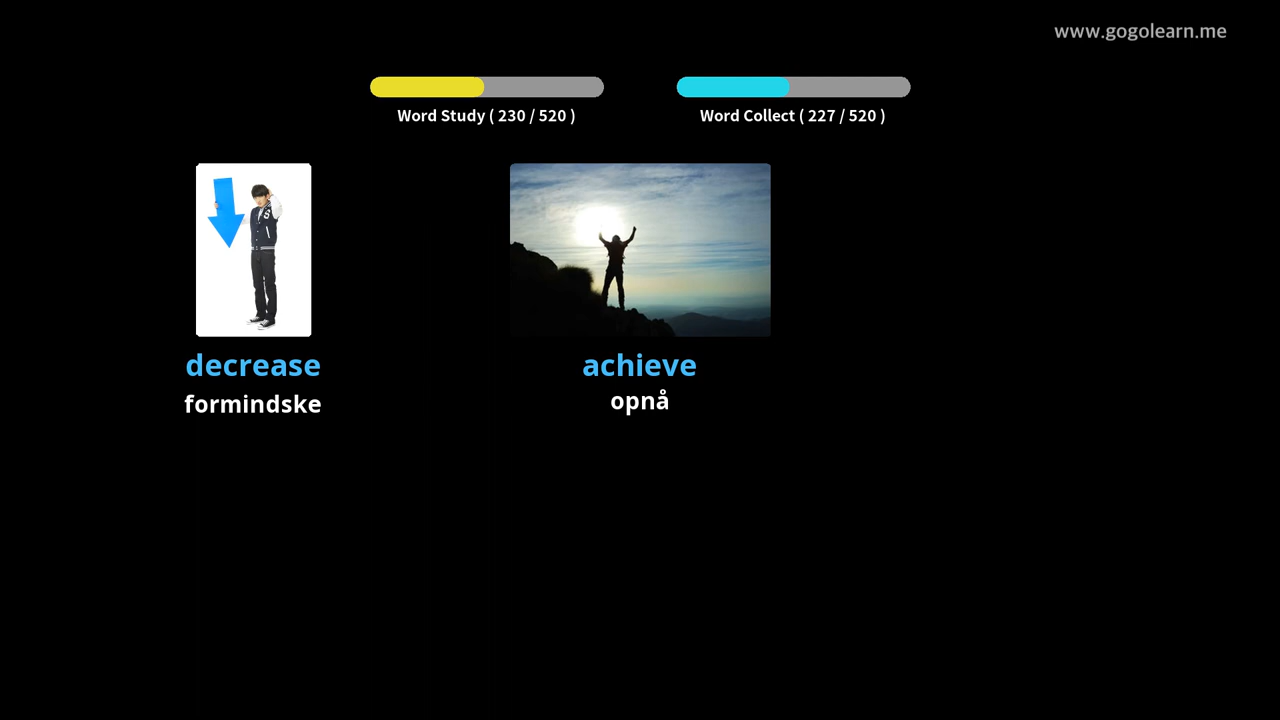 www.gogolearn.me
Word Study ( 230 / 520 )
Word Collect ( 227 / 520 )
decrease
formindske
achieve
opnå